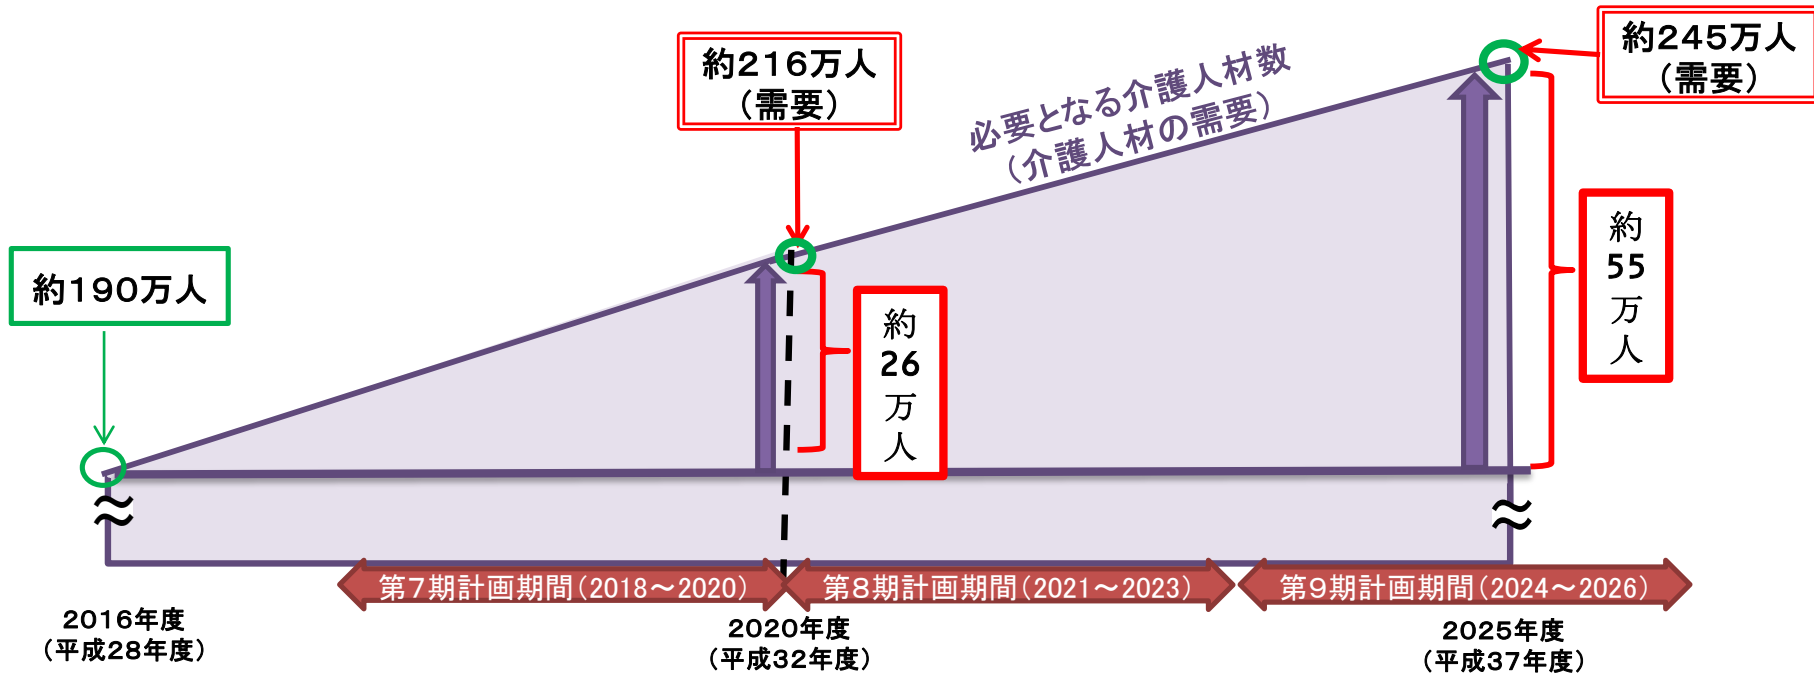 約216万人
（需要）
約245万人
（需要）
必要となる介護人材数
（介護人材の需要）
約190万人
約
26
万
人
約
55
万
人
第7期計画期間（2018～2020）
第8期計画期間（2021～2023）
第9期計画期間（2024～2026）
2016年度
（平成28年度）
2020年度
（平成32年度）
2025年度
（平成37年度）